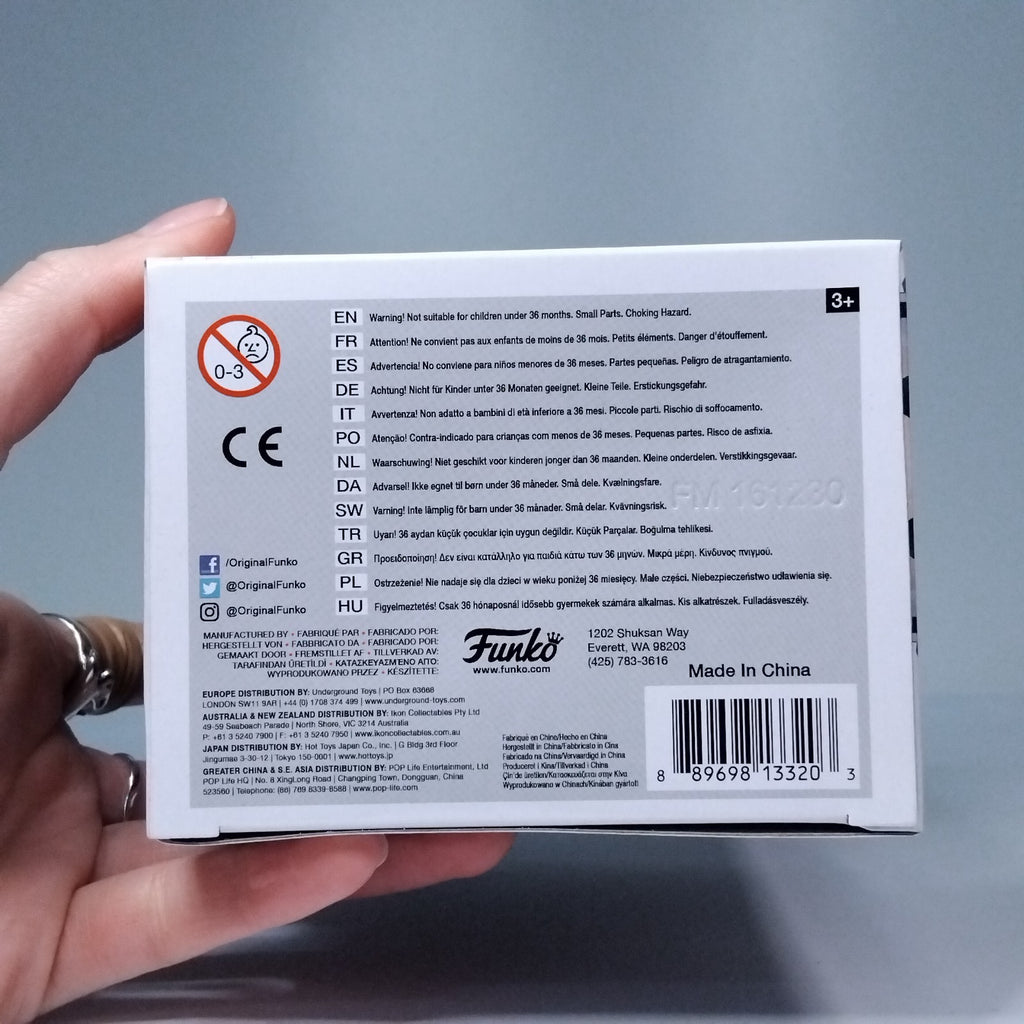 3+
0-3
CE
EN Warning! Not suitable for children under 36 months. Small Parts. Choking Hazard.
FR Attention! Ne convient pas aux enfants de moins de 36 mois. Petits éléments. Danger d'étouffement.
ES Advertencia! No conviene para niños menores de 36 meses. Partes pequeñas. Peligro de atragantamiento.
DE Achtung! Nicht für Kinder unter 36 Monaten geeignet. Kleine Teile. Erstickungsgefahr.
IT Avvertenza! Non adatto a bambini di età inferiore a 36 mesi. Piccole parti. Rischio di soffocamento.
PO Atenção! Contra-indicado para crianças com menos de 36 meses. Pequenas partes. Risco de asfixia.
NL Waarschuwing! Niet geschikt voor kinderen jonger dan 36 maanden. Kleine onderdelen. Verstikkingsgevaar.
DA Advarsel! Ikke egnet til børn under 36 måneder. Små dele. Kvælningsfare.
SW Varning! Inte lämplig för barn under 36 månader. Små delar. Kvävningsrisk.
TR Uyarı! 36 aydan küçük çocuklar için uygun değildir. Küçük Parçalar. Boğulma tehlikesi.
GR Προειδοποίηση! Δεν είναι κατάλληλο για παιδιά κάτω των 36 μηνών. Μικρά μέρη. Κίνδυνος πνιγμού.
PL Ostrzeżenie! Nie nadaje się dla dzieci w wieku poniżej 36 miesięcy. Małe części. Niebezpieczeństwo udławienia się.
HU Figyelmeztetés! Csak 36 hónaposnál idősebb gyermekek számára alkalmas. Kis alkatrészek. Fulladásveszély.
FM 161230
/OriginalFunko
@OriginalFunko
@OriginalFunko
MANUFACTURED BY • FABRIQUÉ PAR • FABRICADO POR:
HERGESTELLT VON • FABBRICATO DA • FABRICADO POR:
GEMAAKT DOOR • FREMSTILLET AF • TILLVERKAD AV:
TARAFINDAN ÜRETİLDİ • ΚΑΤΑΣΚΕΥΑΣΜΈΝΟ ΑΠΌ:
WYPRODUKOWANO PRZEZ • KÉSZÍTETTE:
Funko
www.funko.com
1202 Shuksan Way
Everett, WA 98203
(425) 783-3616
Made In China
EUROPE DISTRIBUTION BY: Underground Toys | PO Box 63668
LONDON SW11 9AR | +44 (0) 1708 374 499 | www.underground-toys.com
AUSTRALIA & NEW ZEALAND DISTRIBUTION BY: Ikon Collectables Pty Ltd
49-59 Seabeach Parade | North Shore, VIC 3214 Australia
P: +61 3 5240 7900 | F: +61 3 5240 7950 | www.ikoncollectables.com.au
JAPAN DISTRIBUTION BY: Hot Toys Japan Co., Inc. | G Bldg 3rd Floor
Jingumae 3-30-12 | Tokyo 150-0001 | www.hottoys.jp
GREATER CHINA & S.E. ASIA DISTRIBUTION BY: POP Life Entertainment, Ltd
POP Life HQ | No. 8 XingLong Road | Changping Town, Dongguan, China
523560 | Telephone: (86) 769 8339 8588 | www.pop-life.com
Fabriqué en Chine/Hecho en China
Hergestellt in China/Fabbricato in Cina
Fabricado na China/Vervaardigd in China
Produceret i Kina/Tillverkad i China
Çin'de üretilen/Κατασκευάζεται στην Κίνα
Wyprodukowano w Chinach/Kínában gyártott
8 89698 13320 3